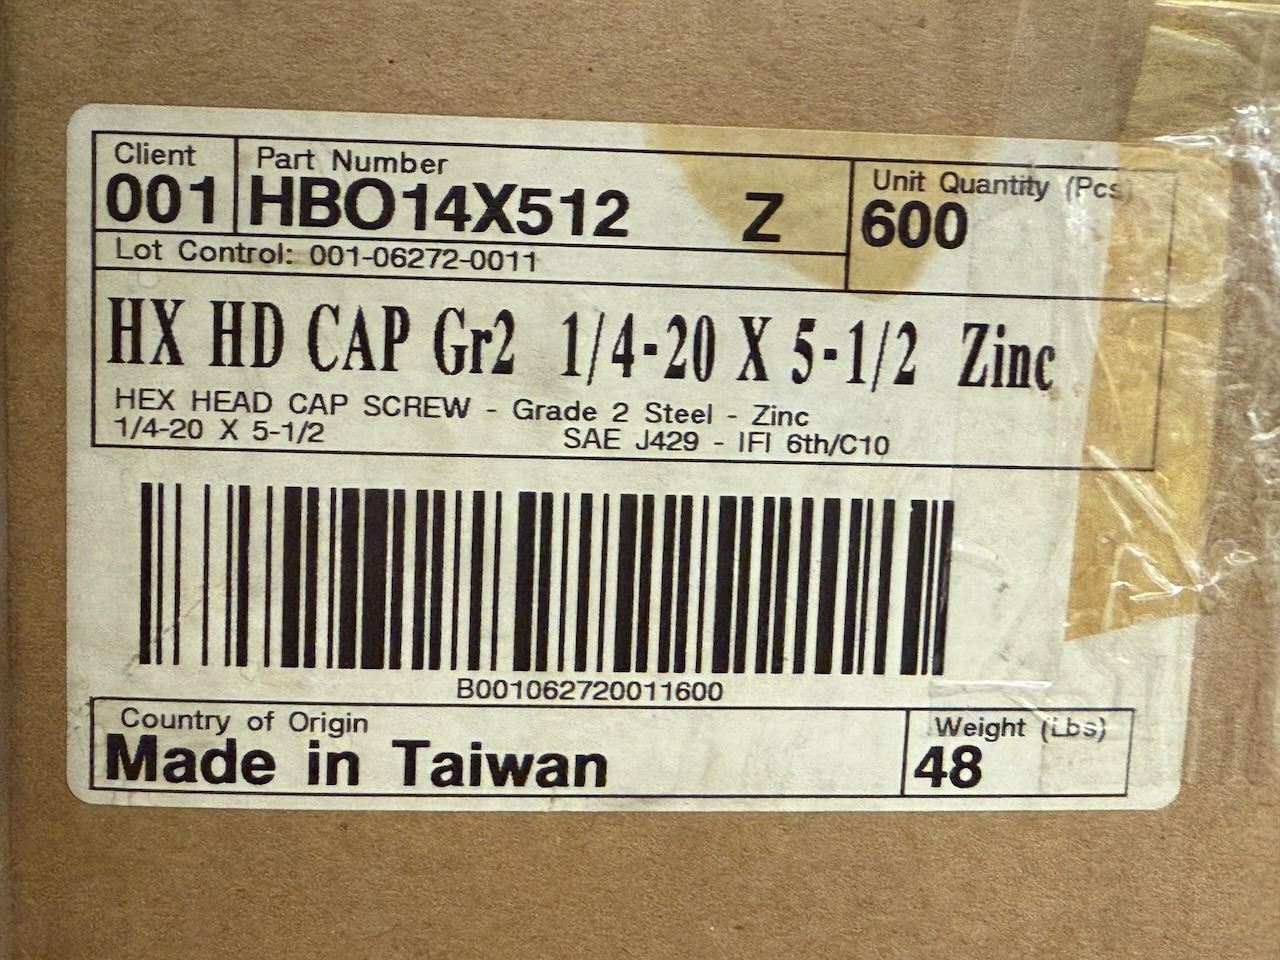 Client
001
Part Number
HBO14X512 Z
Unit Quantity (Pcs)
600
Lot Control: 001-06272-0011
HX HD CAP Gr2 1/4-20 X 5-1/2 Zinc
HEX HEAD CAP SCREW - Grade 2 Steel - Zinc
1/4-20 X 5-1/2 SAE J429 - IFI 6th/C10
B001062720011600
Country of Origin
Made in Taiwan
Weight (Lbs)
48